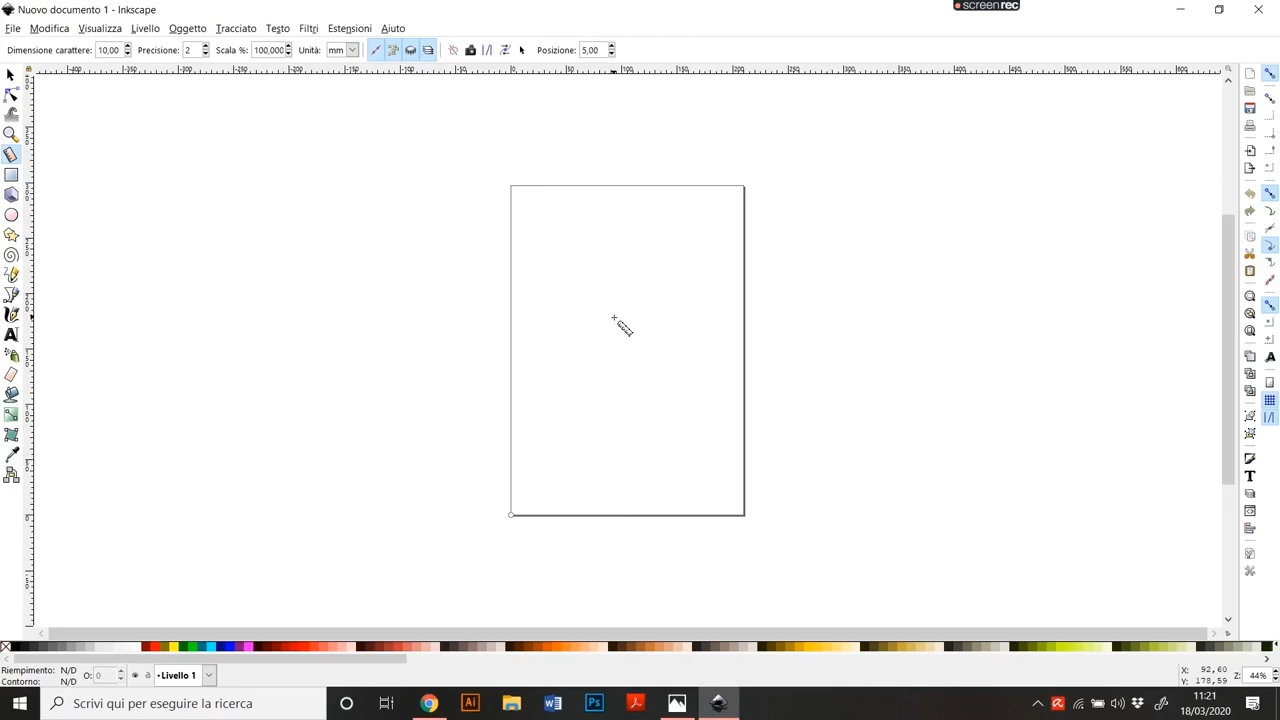 Nuovo documento 1 - Inkscape
screenrec
File Modifica Visualizza Livello Oggetto Tracciato Testo Filtri Estensioni Aiuto
Dimensione carattere: 10,00 Precisione: 2 Scala %: 100,000 Unità: mm Posizione: 5,00
Riempimento: N/D O: 0 Livello 1
Contorno: N/D
X: 92,60
Y: 178,59
Z: 44%
Scrivi qui per eseguire la ricerca
11:21
18/03/2020